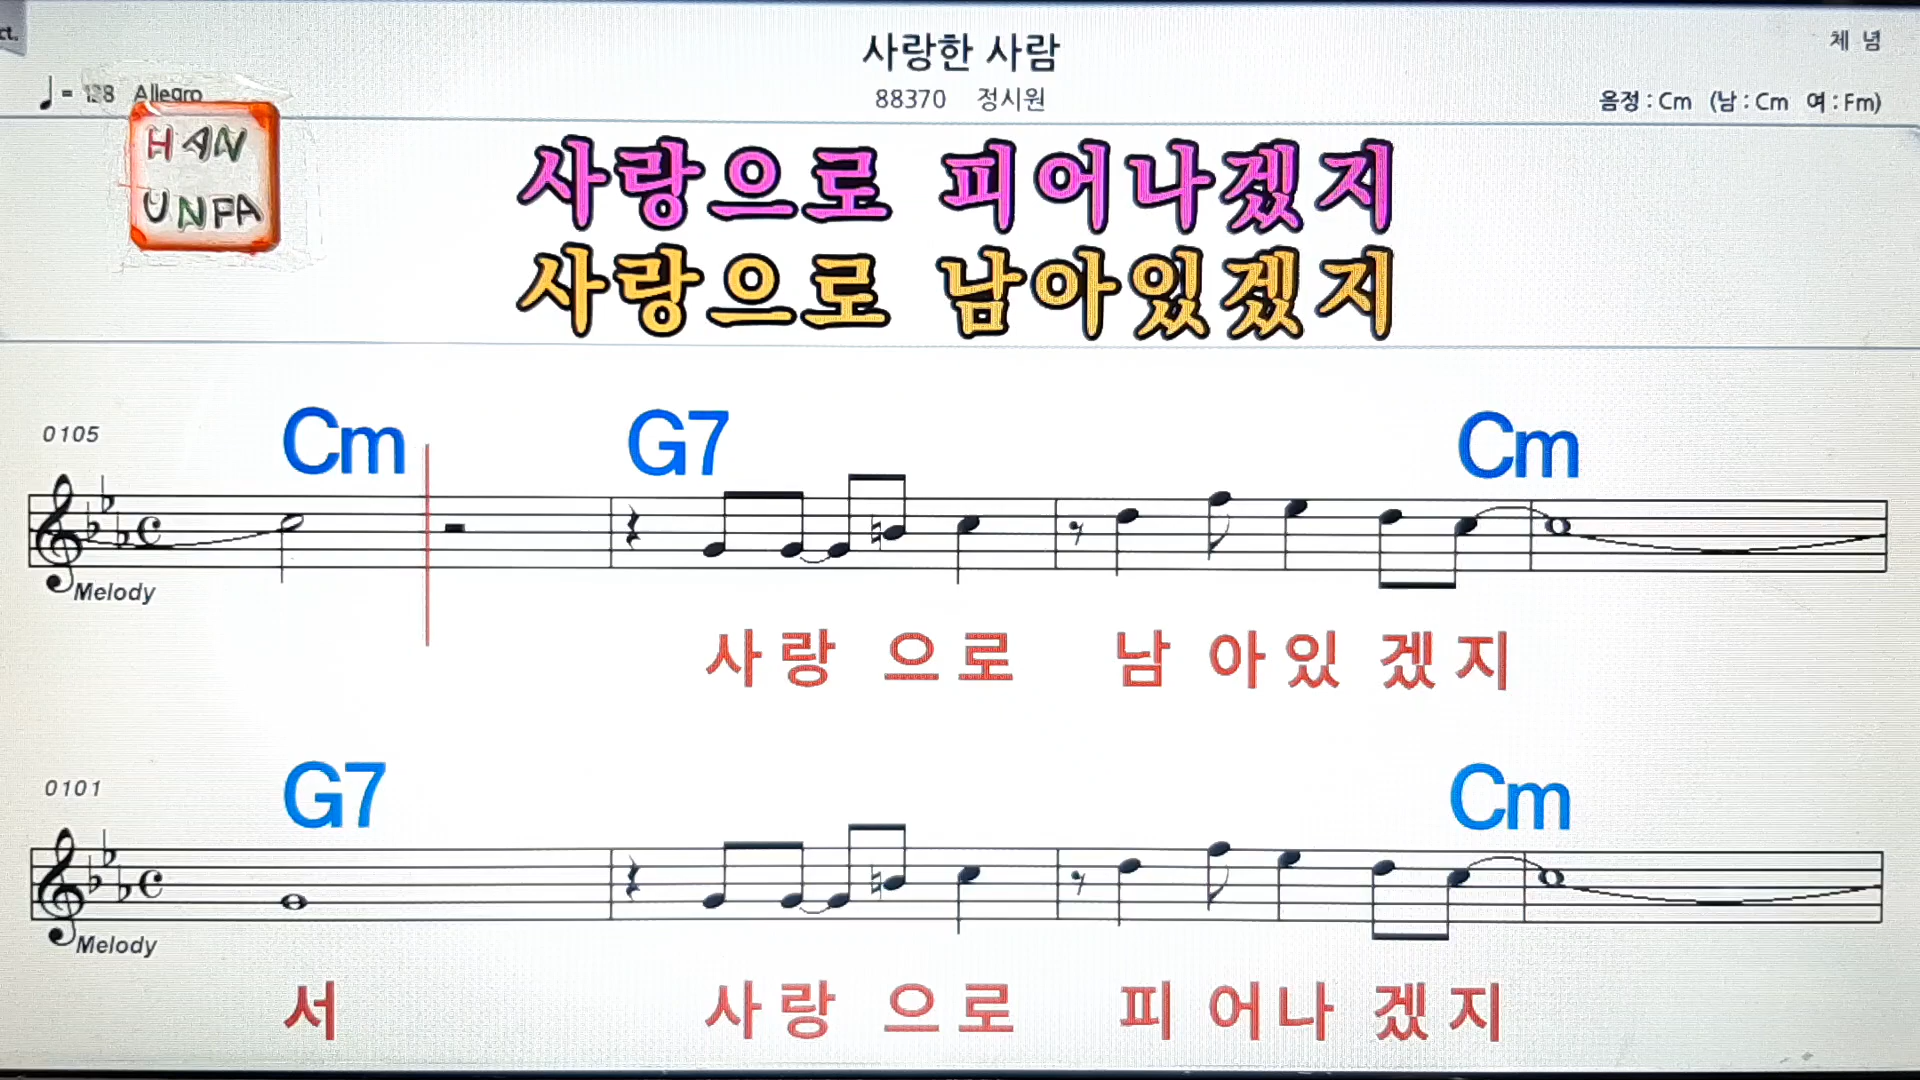 ct.
사랑한 사람
체 념
♩ = 128 Allegro
88370 정시원
음정 : Cm (남 : Cm 여 : Fm)
HAN
UNFA
사랑으로 피어나겠지
사랑으로 남아있겠지
0105
Cm G7 Cm
Melody
사 랑 으 로 남 아 있 겠 지
0101
G7 Cm
Melody
서 사 랑 으 로 피 어 나 겠 지